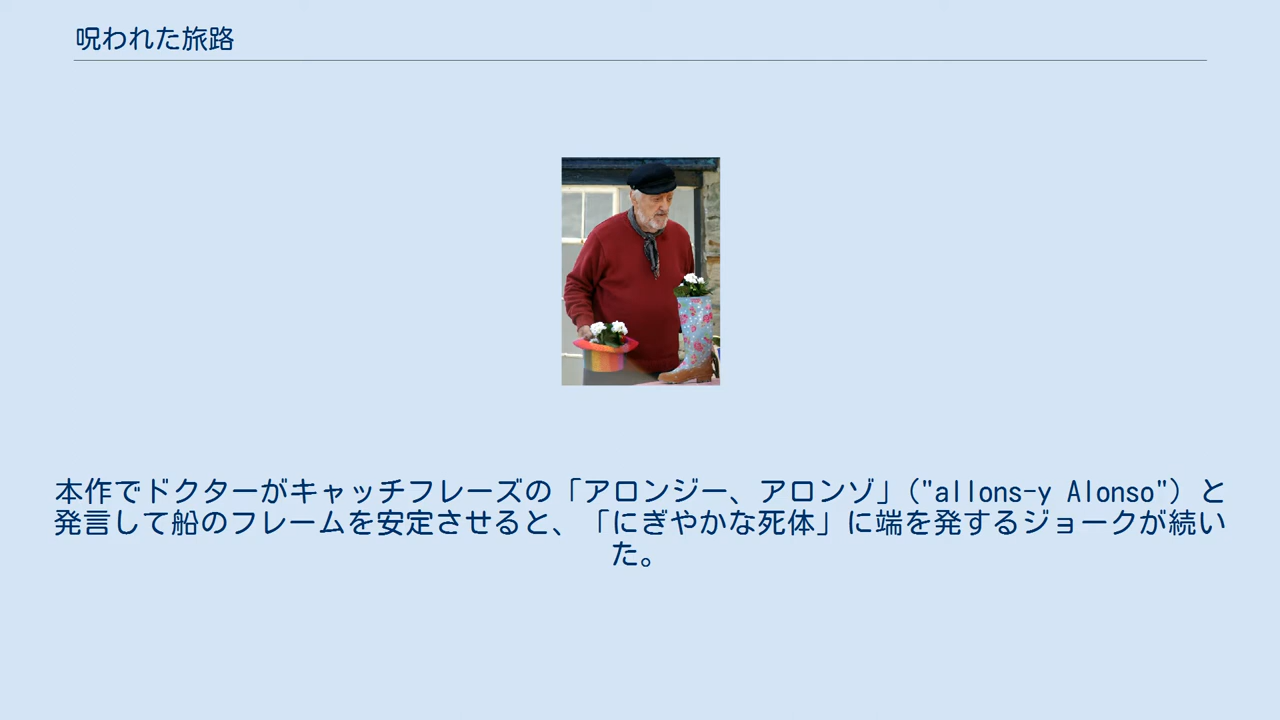 呪われた旅路
本作でドクターがキャッチフレーズの「アロンジー、アロンゾ」("allons-y Alonso"）と
発言して船のフレームを安定させると、「にぎやかな死体」に端を発するジョークが続い
た。